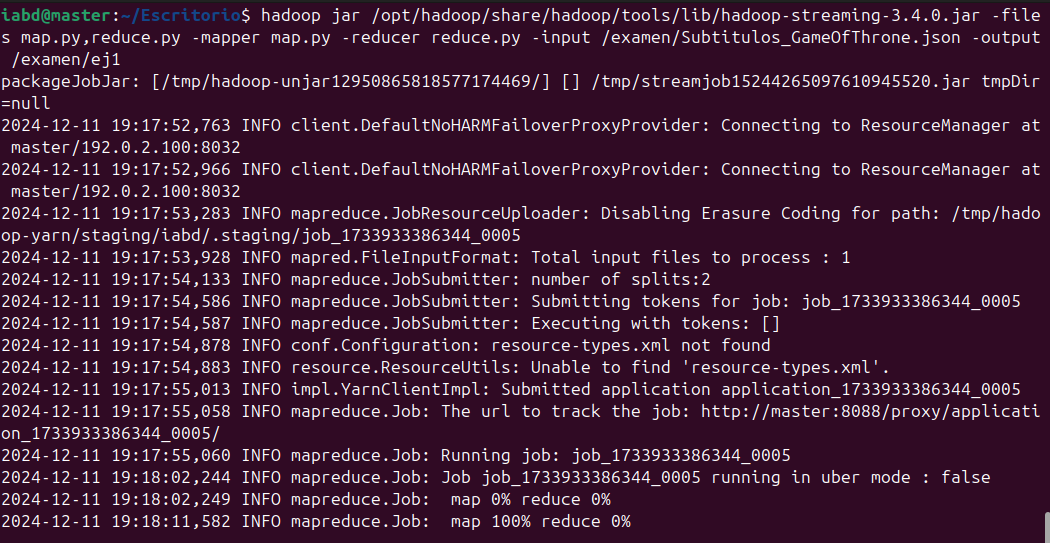 iabd@master:~/Escritorio$ hadoop jar /opt/hadoop/share/hadoop/tools/lib/hadoop-streaming-3.4.0.jar -file
s map.py,reduce.py -mapper map.py -reducer reduce.py -input /examen/Subtitulos_GameOfThrone.json -output
 /examen/ej1
packageJobJar: [/tmp/hadoop-unjar12950865818577174469/] [] /tmp/streamjob15244265097610945520.jar tmpDir
=null
2024-12-11 19:17:52,763 INFO client.DefaultNoHARMFailoverProxyProvider: Connecting to ResourceManager at
 master/192.0.2.100:8032
2024-12-11 19:17:52,966 INFO client.DefaultNoHARMFailoverProxyProvider: Connecting to ResourceManager at
 master/192.0.2.100:8032
2024-12-11 19:17:53,283 INFO mapreduce.JobResourceUploader: Disabling Erasure Coding for path: /tmp/hado
op-yarn/staging/iabd/.staging/job_1733933386344_0005
2024-12-11 19:17:53,928 INFO mapred.FileInputFormat: Total input files to process : 1
2024-12-11 19:17:54,133 INFO mapreduce.JobSubmitter: number of splits:2
2024-12-11 19:17:54,586 INFO mapreduce.JobSubmitter: Submitting tokens for job: job_1733933386344_0005
2024-12-11 19:17:54,587 INFO mapreduce.JobSubmitter: Executing with tokens: []
2024-12-11 19:17:54,878 INFO conf.Configuration: resource-types.xml not found
2024-12-11 19:17:54,883 INFO resource.ResourceUtils: Unable to find 'resource-types.xml'.
2024-12-11 19:17:55,013 INFO impl.YarnClientImpl: Submitted application application_1733933386344_0005
2024-12-11 19:17:55,058 INFO mapreduce.Job: The url to track the job: http://master:8088/proxy/applicati
on_1733933386344_0005/
2024-12-11 19:17:55,060 INFO mapreduce.Job: Running job: job_1733933386344_0005
2024-12-11 19:18:02,244 INFO mapreduce.Job: Job job_1733933386344_0005 running in uber mode : false
2024-12-11 19:18:02,249 INFO mapreduce.Job:  map 0% reduce 0%
2024-12-11 19:18:11,582 INFO mapreduce.Job:  map 100% reduce 0%